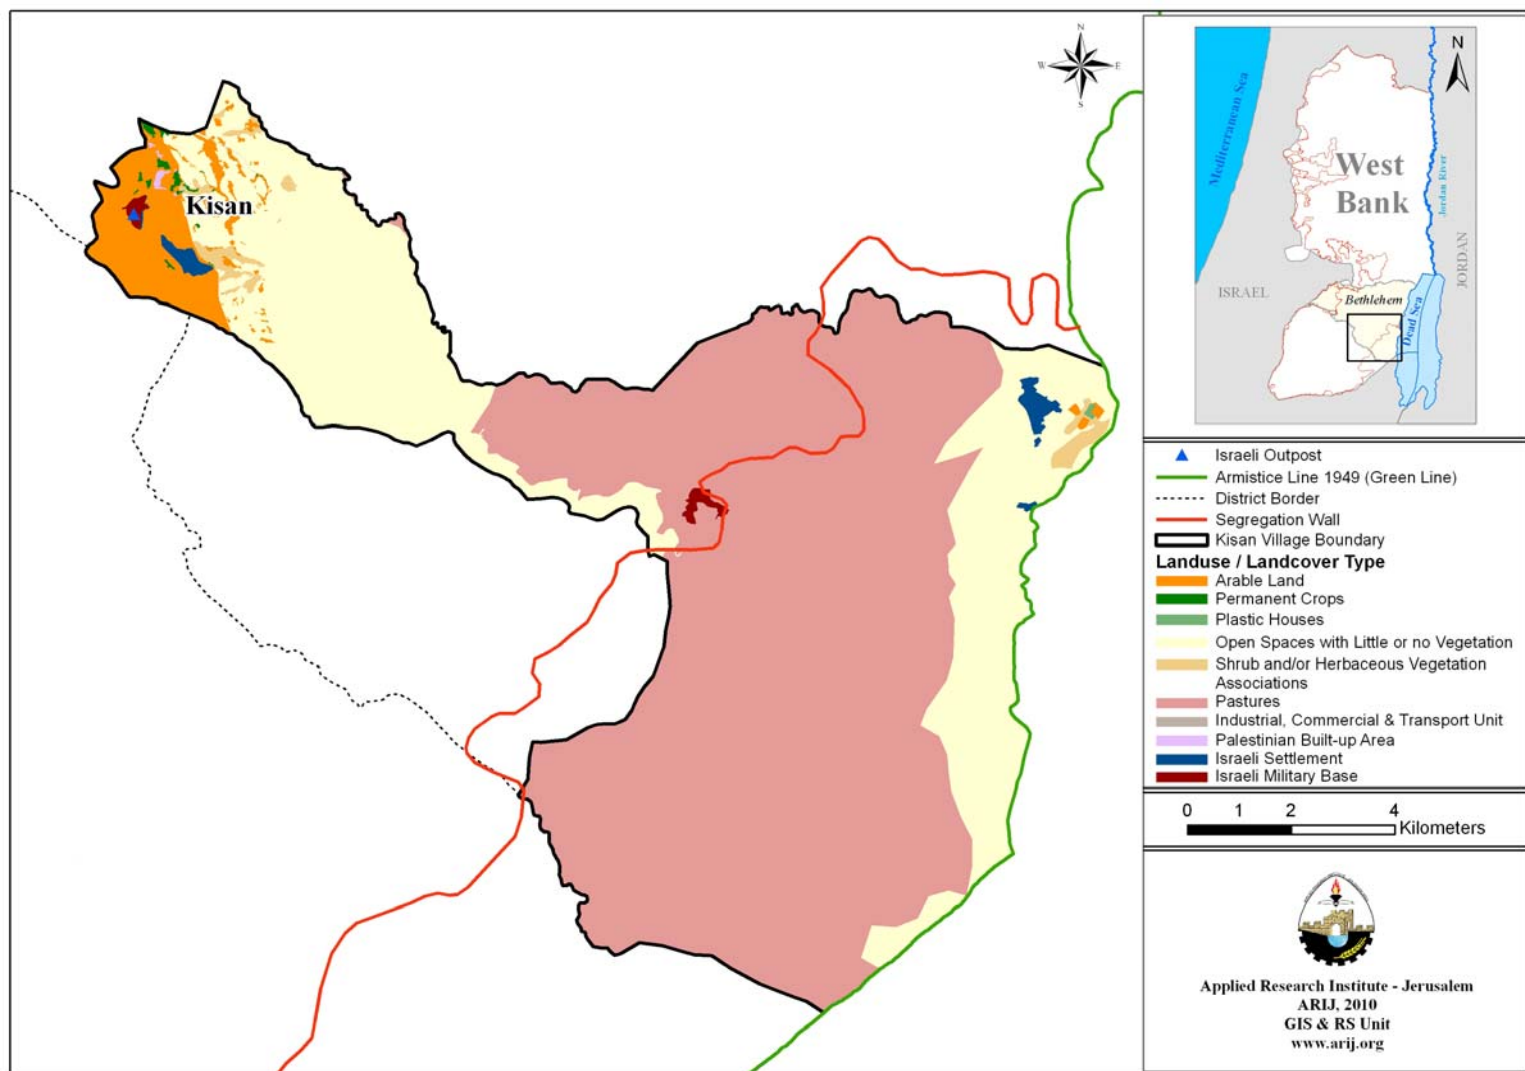 N
W
E
S
Kisan
N
Mediterranean Sea
West
Bank
Jordan River
JORDAN
ISRAEL
Bethlehem
Dead Sea
Israeli Outpost
Armistice Line 1949 (Green Line)
District Border
Segregation Wall
Kisan Village Boundary
Landuse / Landcover Type
Arable Land
Permanent Crops
Plastic Houses
Open Spaces with Little or no Vegetation
Shrub and/or Herbaceous Vegetation
Associations
Pastures
Industrial, Commercial & Transport Unit
Palestinian Built-up Area
Israeli Settlement
Israeli Military Base
0 1 2 4
Kilometers
Applied Research Institute - Jerusalem
ARIJ, 2010
GIS & RS Unit
www.arij.org